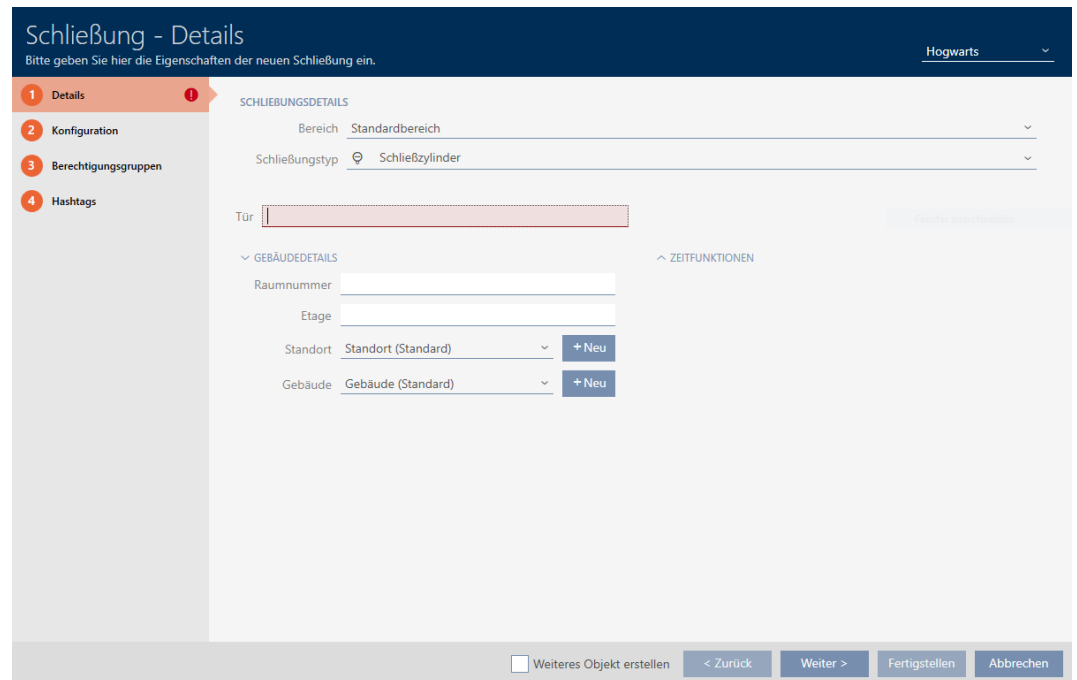 Schließung - Details
Bitte geben Sie hier die Eigenschaften der neuen Schließung ein.
Hogwarts
1 Details
2 Konfiguration
3 Berechtigungsgruppen
4 Hashtags
SCHLIEßUNGSDETAILS
Bereich Standardbereich
Schließungstyp Schließzylinder
Tür
GEBÄUDEDETAILS
ZEITFUNKTIONEN
Raumnummer
Etage
Standort Standort (Standard) +Neu
Gebäude Gebäude (Standard) +Neu
Weiteres Objekt erstellen < Zurück Weiter > Fertigstellen Abbrechen